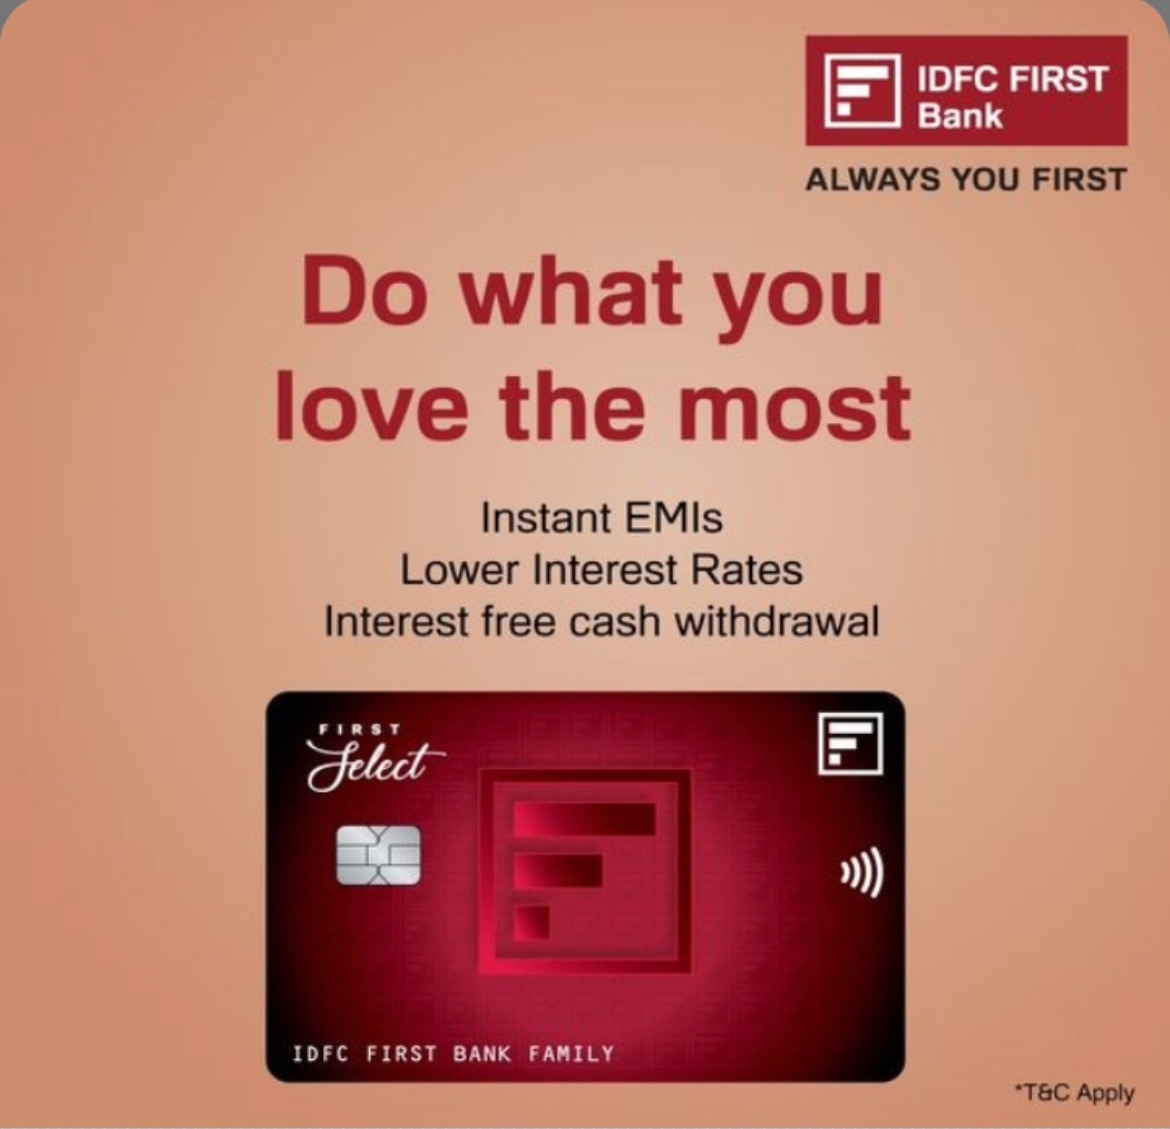 IDFC FIRST
Bank
ALWAYS YOU FIRST
Do what you
love the most
Instant EMIs
Lower Interest Rates
Interest free cash withdrawal
FIRST
Select
IDFC FIRST BANK FAMILY
*T&C Apply